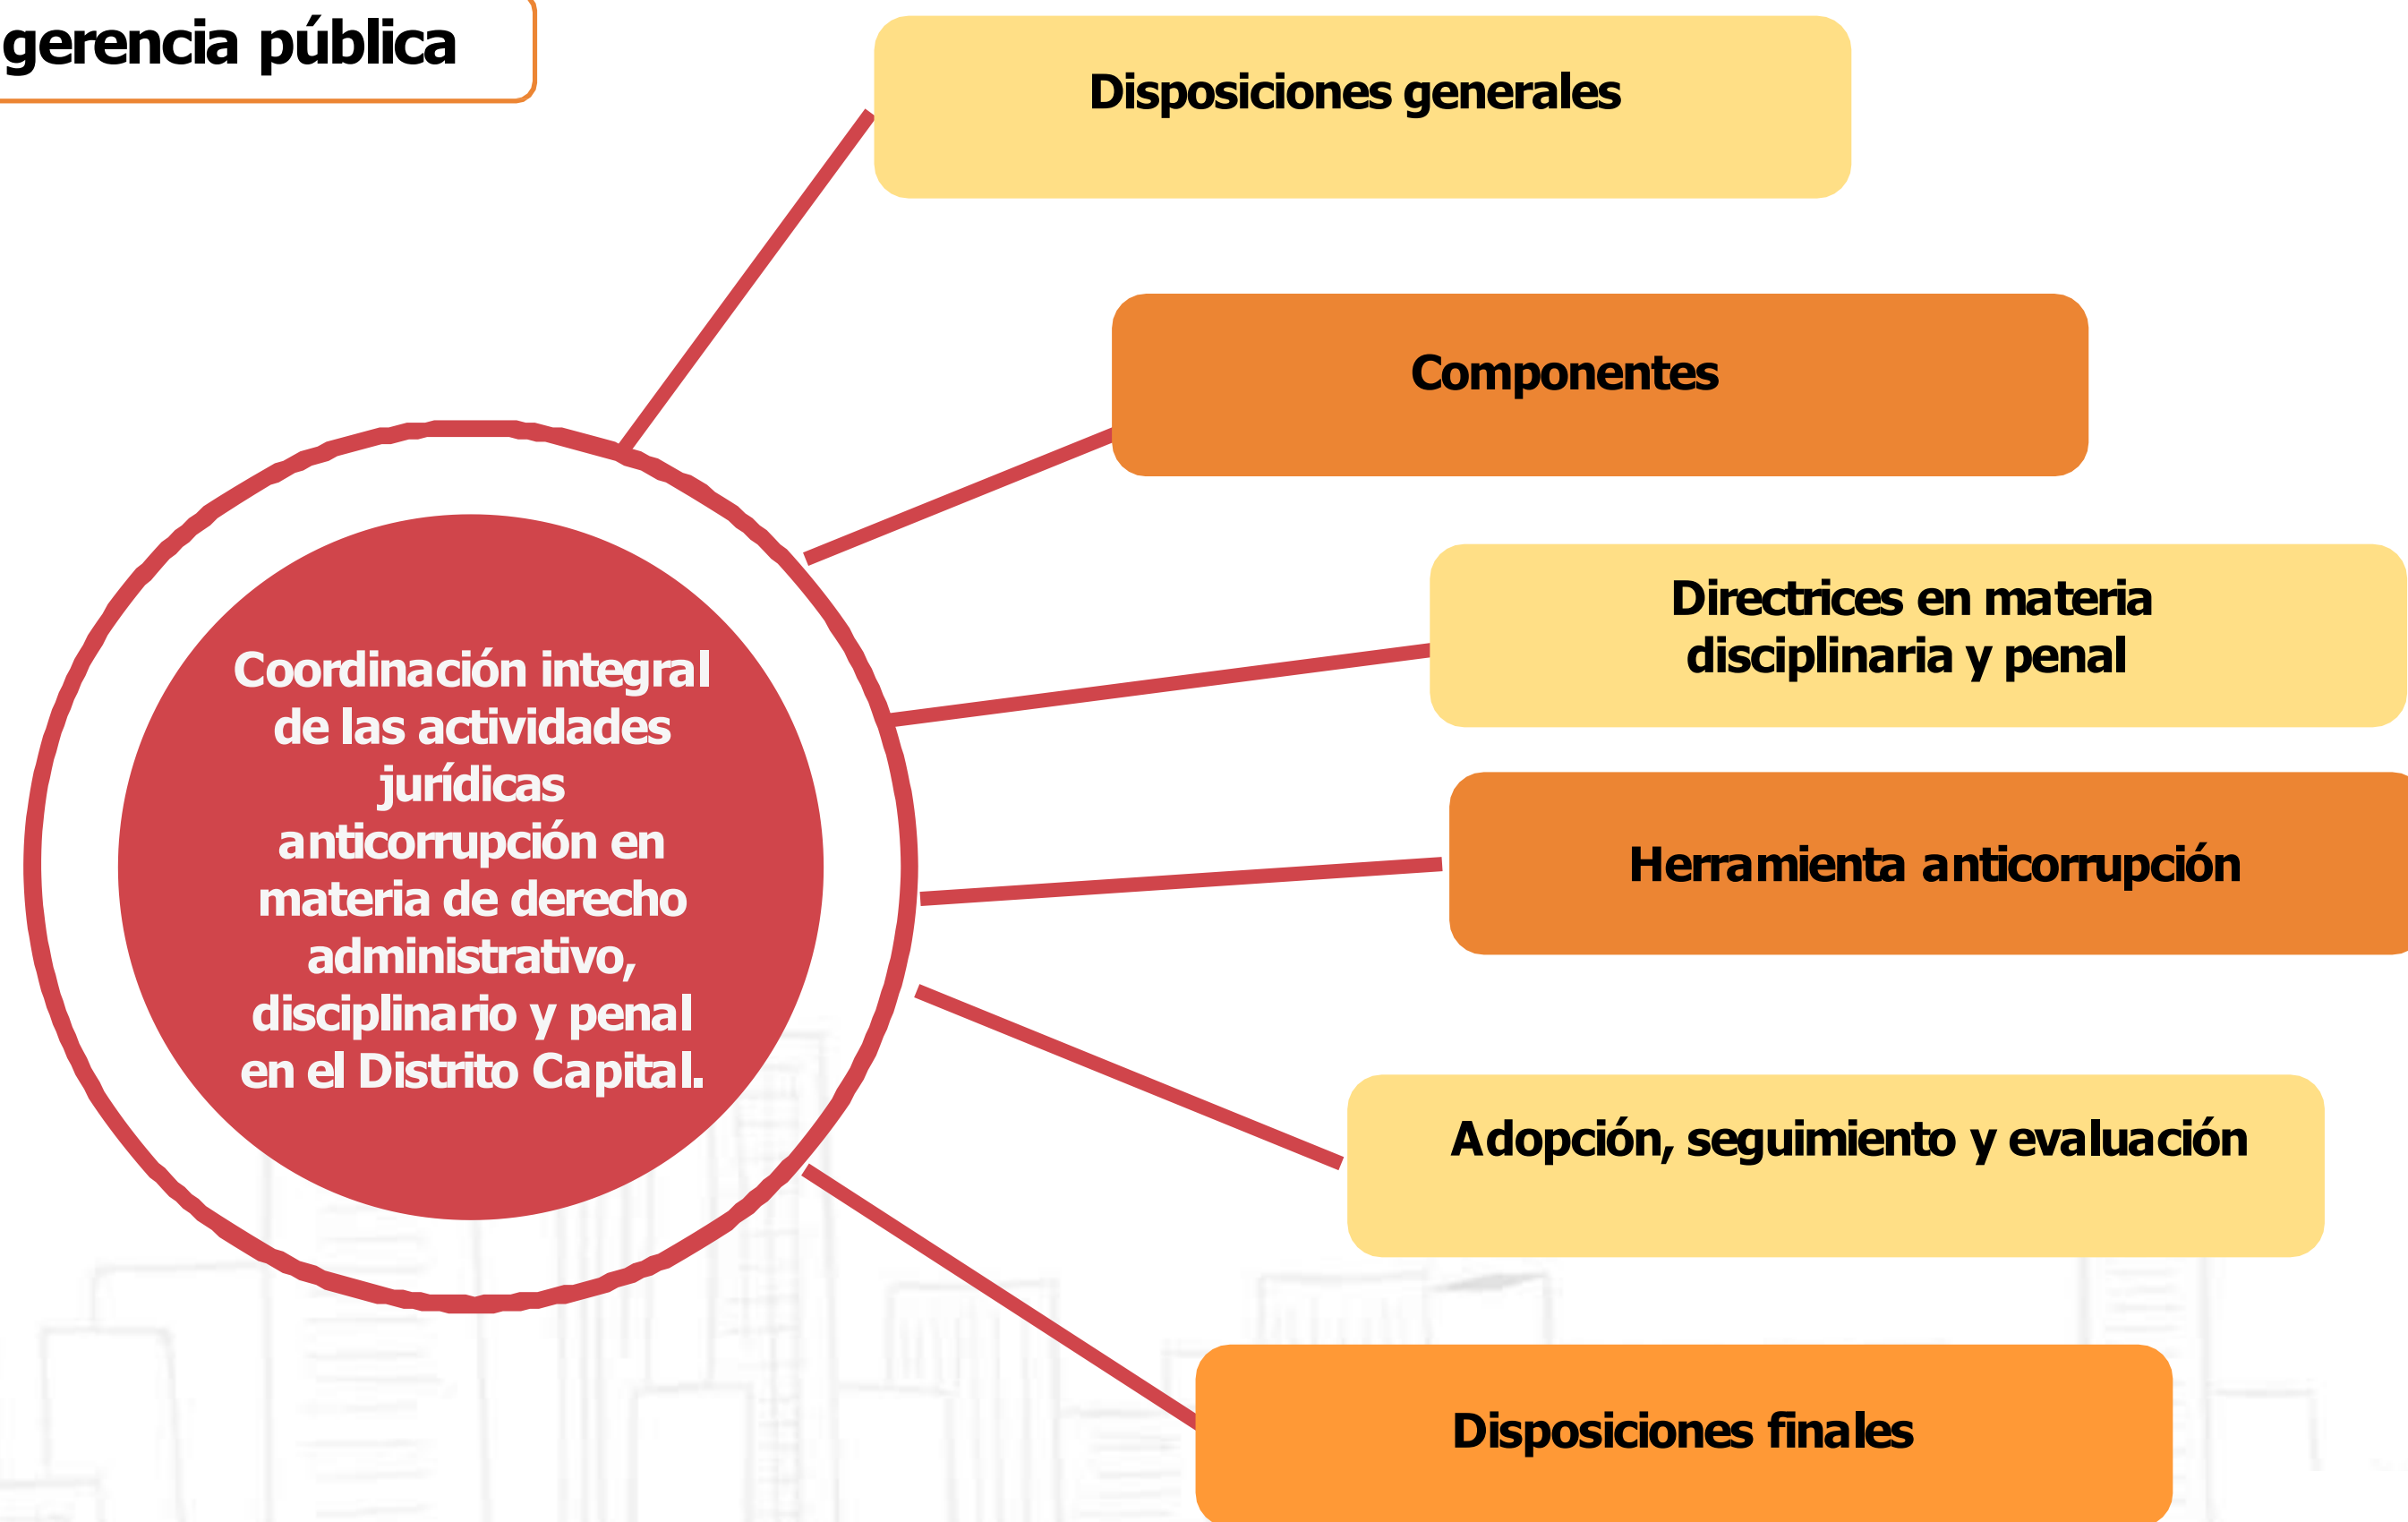 gerencia pública
Disposiciones generales
Componentes
Directrices en materia
disciplinaria y penal
Herramienta anticorrupción
Adopción, seguimiento y evaluación
Disposiciones finales
Coordinación integral
de las actividades
jurídicas
anticorrupción en
materia de derecho
administrativo,
disciplinario y penal
en el Distrito Capital.